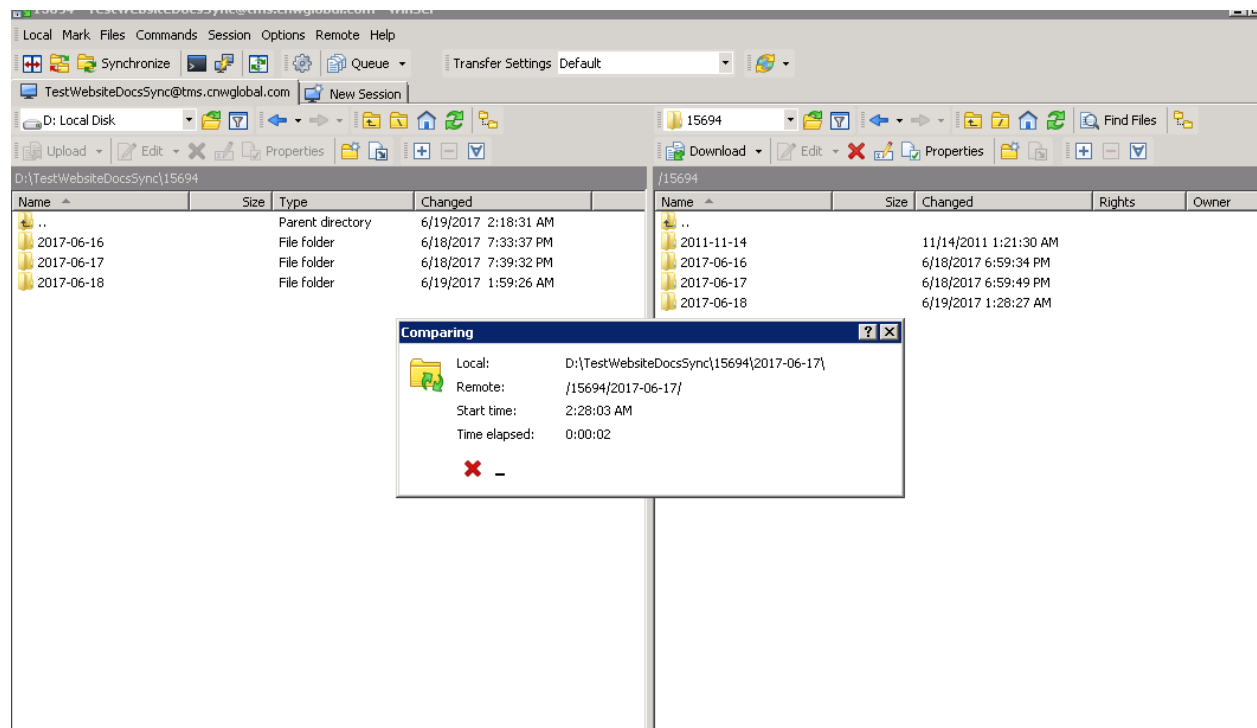 15694 - TestWebsiteDocsSync@tms.cnwglobal.com - WinSCP
Local Mark Files Commands Session Options Remote Help
Synchronize Queue Transfer Settings Default
TestWebsiteDocsSync@tms.cnwglobal.com New Session
D: Local Disk 15694 Find Files
Upload Edit Properties Download Edit Properties
D:\TestWebsiteDocsSync\15694 /15694
Name Size Type Changed Name Size Changed Rights Owner
.. Parent directory 6/19/2017 2:18:31 AM ..
2017-06-16 File folder 6/18/2017 7:33:37 PM 2011-11-14 11/14/2011 1:21:30 AM
2017-06-17 File folder 6/18/2017 7:39:32 PM 2017-06-16 6/18/2017 6:59:34 PM
2017-06-18 File folder 6/19/2017 1:59:26 AM 2017-06-17 6/18/2017 6:59:49 PM
2017-06-18 6/19/2017 1:28:27 AM
Comparing
Local: D:\TestWebsiteDocsSync\15694\2017-06-17\
Remote: /15694/2017-06-17/
Start time: 2:28:03 AM
Time elapsed: 0:00:02